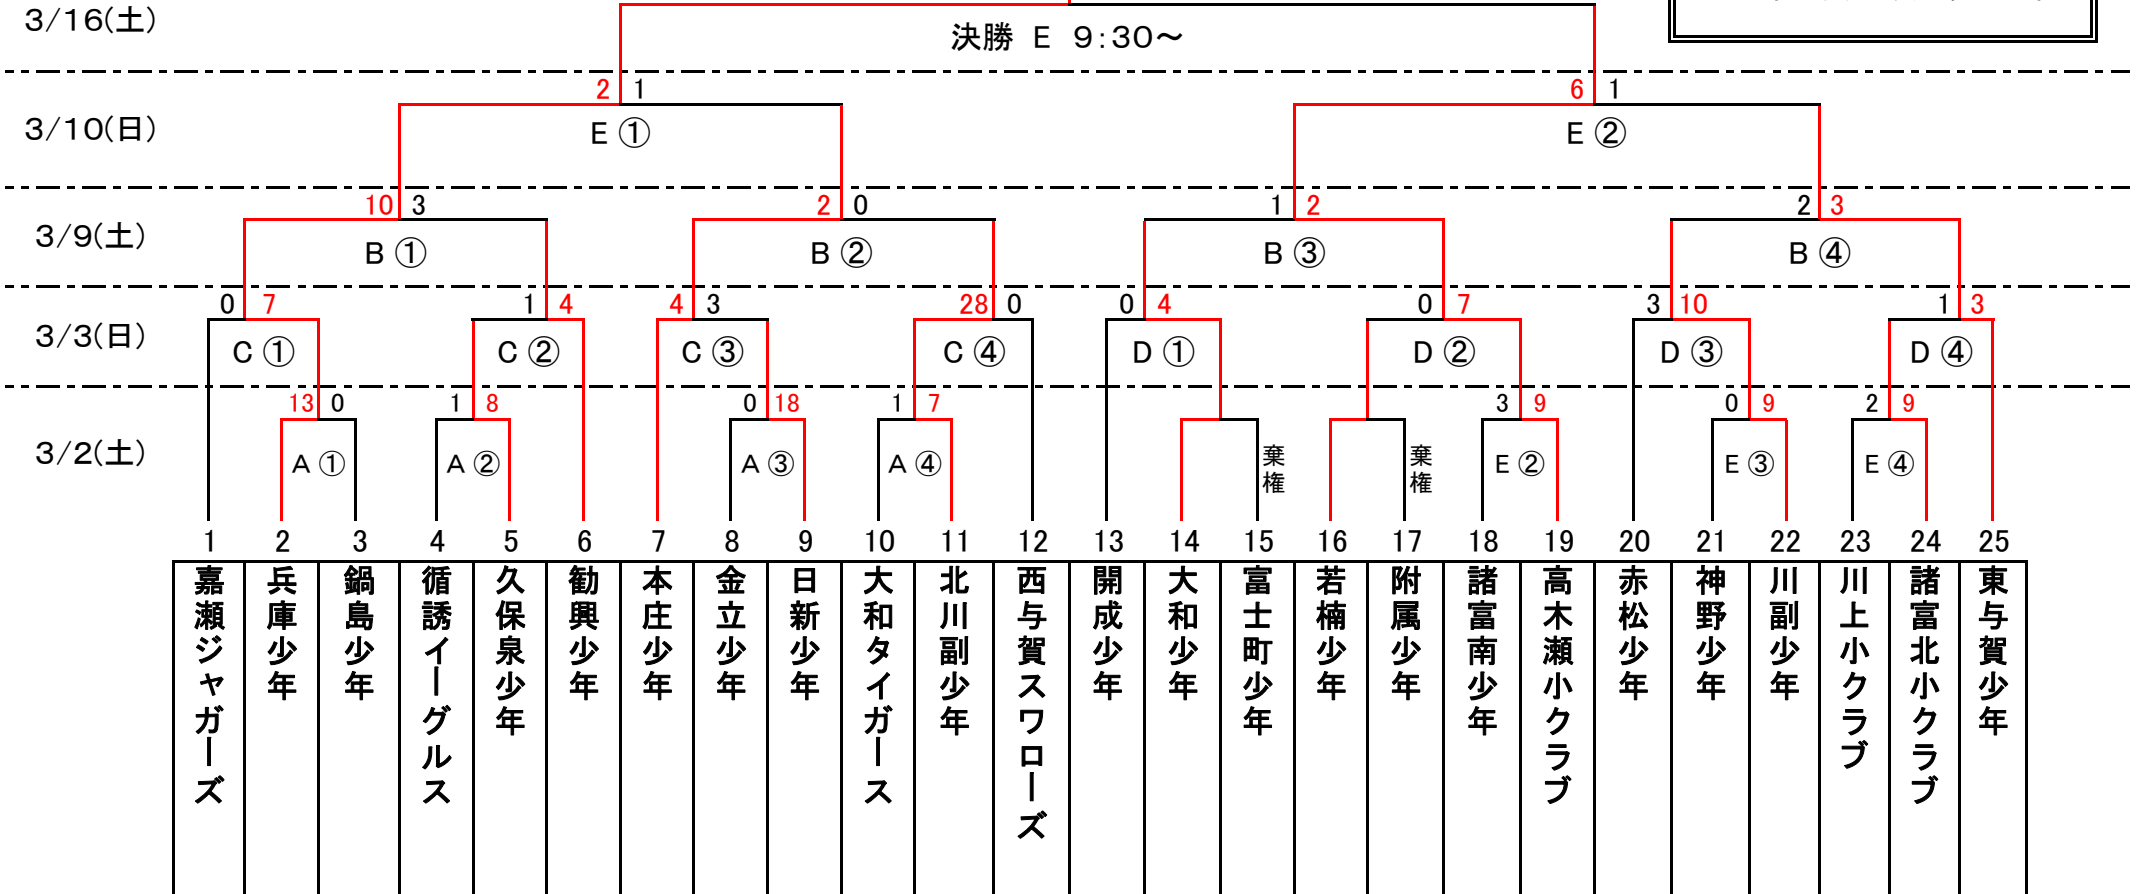 3/16(土)
決勝 E 9:30～
2 1
6 1
3/10(日)
E ①
E ②
10 3
2 0
1 2
2 3
3/9(土)
B ①
B ②
B ③
B ④
0 7
1 4
4 3
28 0
0 4
0 7
3 10
1 3
3/3(日)
C ①
C ②
C ③
C ④
D ①
D ②
D ③
D ④
13 0
1 8
0 18
1 7
3 9
0 9
2 9
3/2(土)
A ①
A ②
A ③
A ④
棄権
棄権
E ②
E ③
E ④
1 2 3 4 5 6 7 8 9 10 11 12 13 14 15 16 17 18 19 20 21 22 23 24 25
嘉瀬ジャガーズ
兵庫少年
鍋島少年
循誘イーグルス
久保泉少年
勧興少年
本庄少年
金立少年
日新少年
大和タイガース
北川副少年
西与賀スワローズ
開成少年
大和少年
富士町少年
若楠少年
附属少年
諸富南少年
高木瀬小クラブ
赤松少年
神野少年
川副少年
川上小クラブ
諸富北小クラブ
東与賀少年